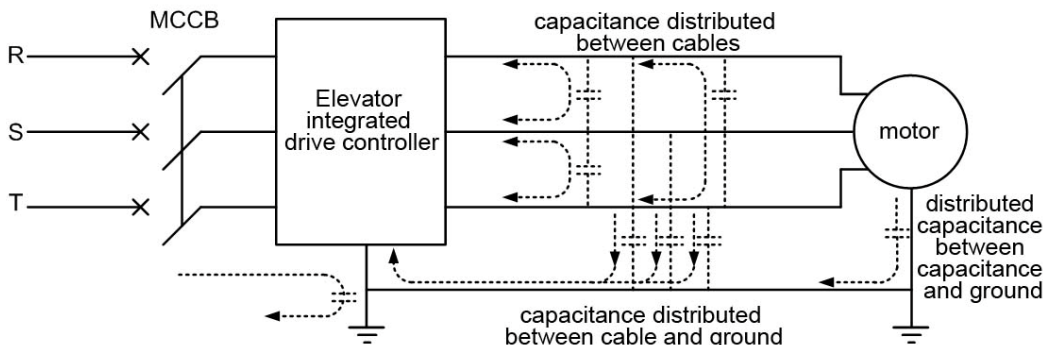 MCCB
R
S
T
Elevator
integrated
drive controller
capacitance distributed
between cables
motor
distributed
capacitance
between
capacitance
and ground
capacitance distributed
between cable and ground